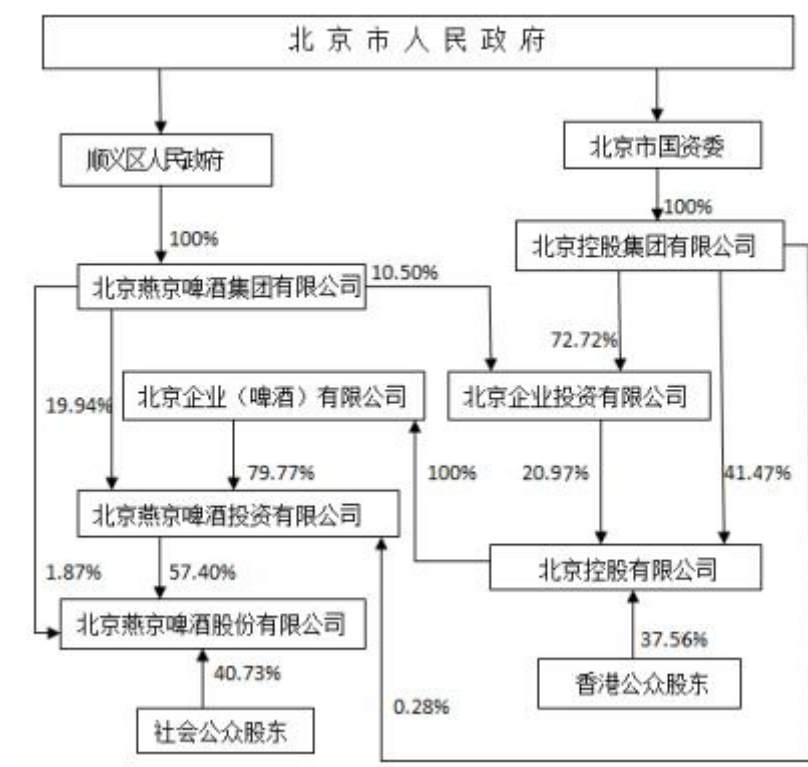 北京市人民政府
顺义区人民政府
北京市国资委
100%
100%
北京控股集团有限公司
北京燕京啤酒集团有限公司
10.50%
72.72%
19.94%
北京企业（啤酒）有限公司
北京企业投资有限公司
79.77%
100%
20.97%
41.47%
北京燕京啤酒投资有限公司
1.87%
57.40%
北京控股有限公司
北京燕京啤酒股份有限公司
37.56%
40.73%
香港公众股东
0.28%
社会公众股东